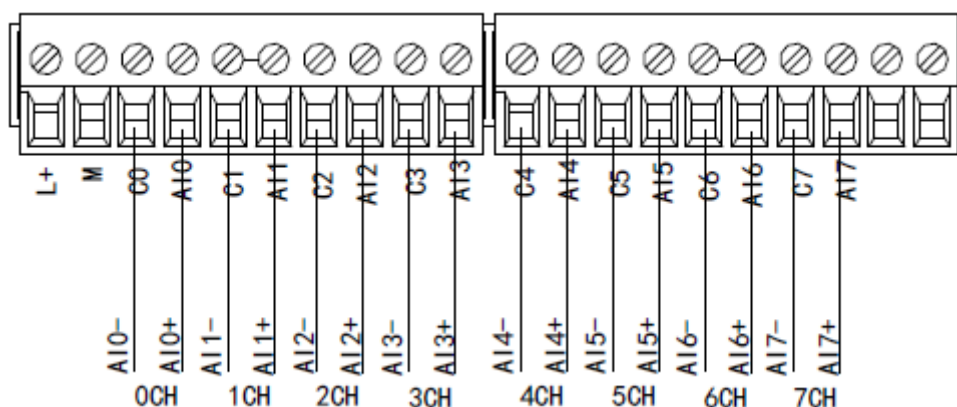 L+ M C0 AI0 C1 AI1 C2 AI2 C3 AI3 C4 AI4 C5 AI5 C6 AI6 C7 AI7
AI0- AI0+ AI1- AI1+ AI2- AI2+ AI3- AI3+ AI4- AI4+ AI5- AI5+ AI6- AI6+ AI7- AI7+
0CH 1CH 2CH 3CH 4CH 5CH 6CH 7CH